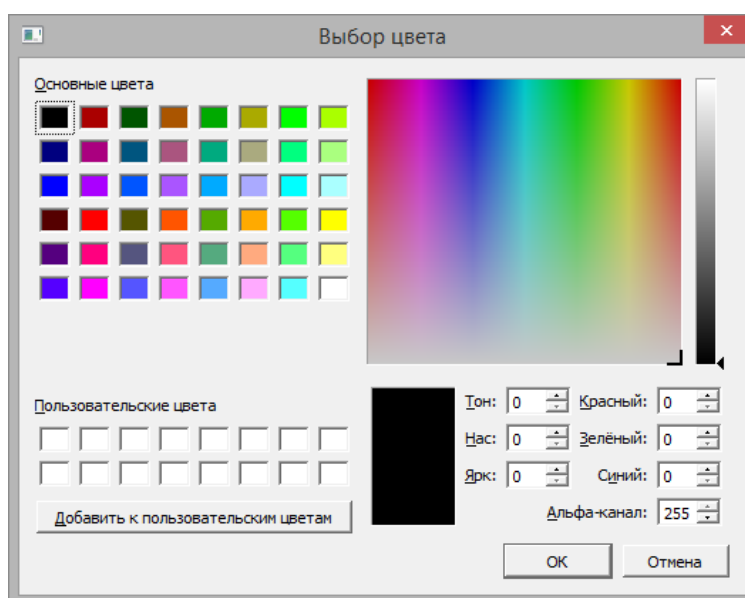 Выбор цвета
Основные цвета
Пользовательские цвета
Добавить к пользовательским цветам
Тон: 0 Красный: 0
Нас: 0 Зелёный: 0
Ярк: 0 Синий: 0
Альфа-канал: 255
ОК Отмена